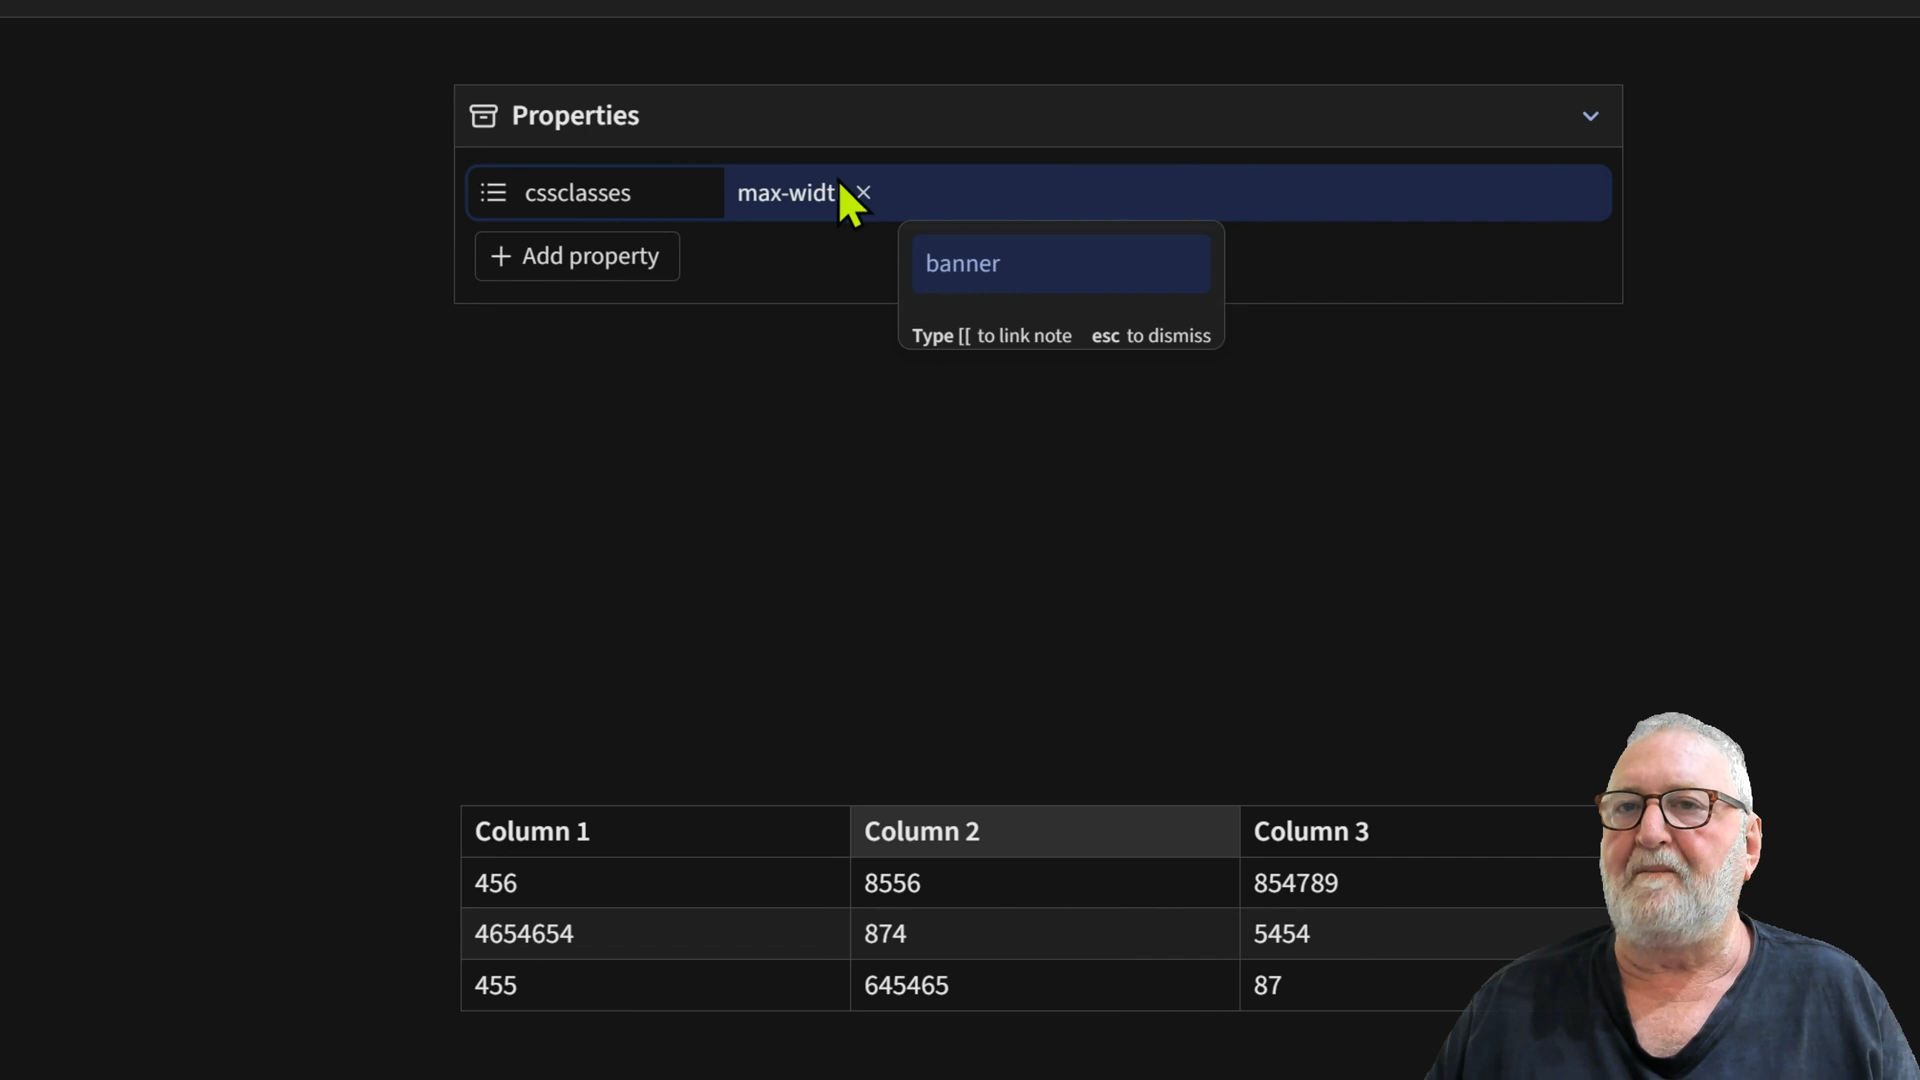 Properties
cssclasses max-widt
Add property
banner
Type [[ to link note esc to dismiss
Column 1 Column 2 Column 3
456 8556 854789
4654654 874 5454
455 645465 87